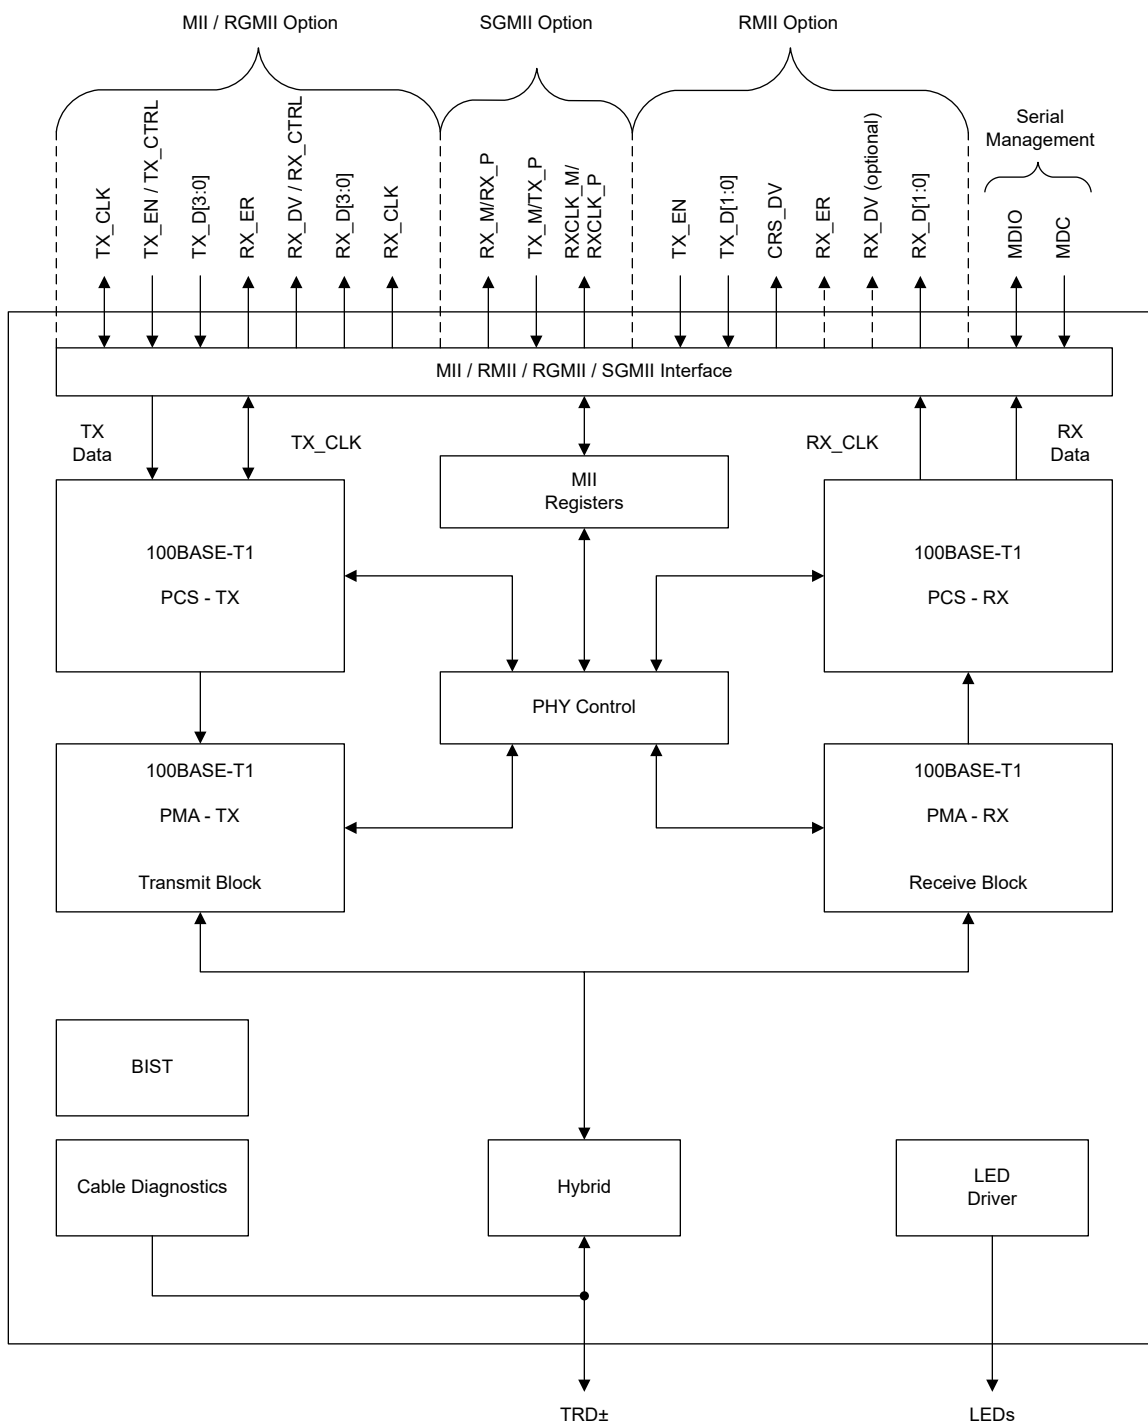 MII / RGMII Option
SGMII Option
RMII Option
Serial
Management
TX_CLK
TX_EN / TX_CTRL
TX_D[3:0]
RX_ER
RX_DV / RX_CTRL
RX_D[3:0]
RX_CLK
RX_M/RX_P
TX_M/TX_P
RXCLK_M/
RXCLK_P
TX_EN
TX_D[1:0]
CRS_DV
RX_ER
RX_DV (optional)
RX_D[1:0]
MDIO
MDC
MII / RMII / RGMII / SGMII Interface
TX
Data
TX_CLK
RX_CLK
RX
Data
MII
Registers
100BASE-T1
PCS - TX
100BASE-T1
PCS - RX
PHY Control
100BASE-T1
PMA - TX
Transmit Block
100BASE-T1
PMA - RX
Receive Block
BIST
Cable Diagnostics
Hybrid
LED
Driver
TRD±
LEDs